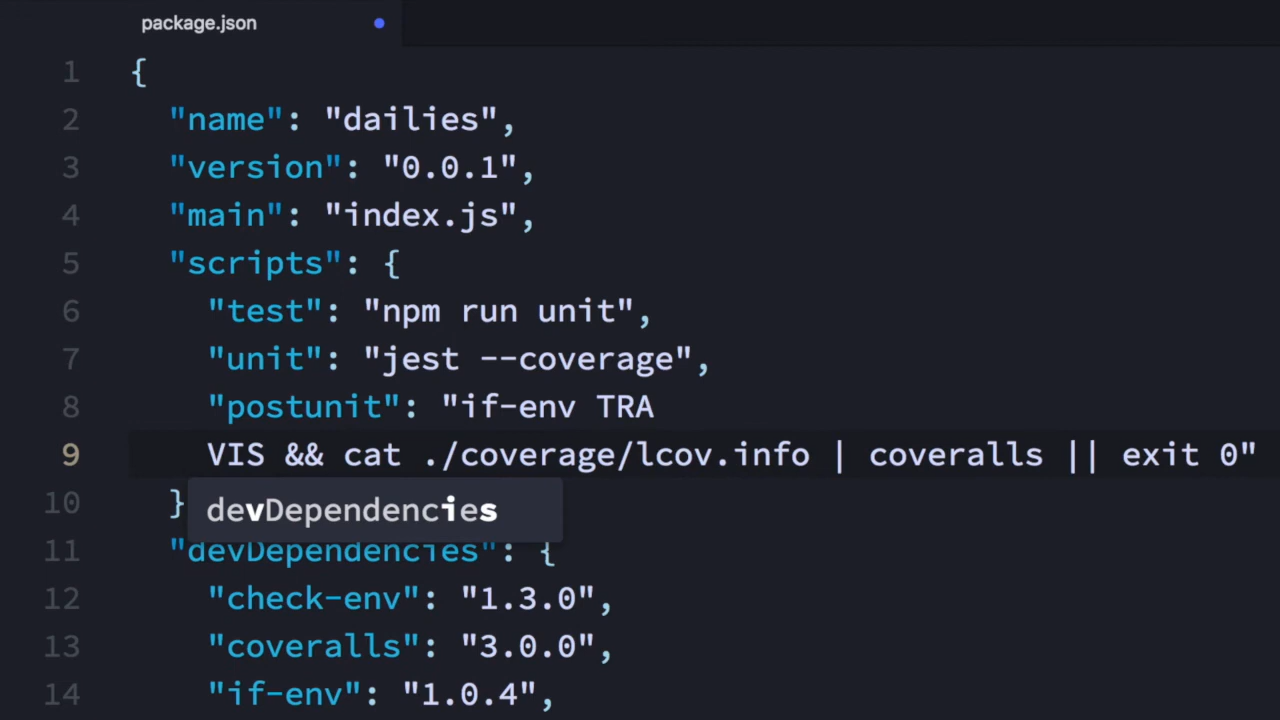 package.json
1 {
2 "name": "dailies",
3 "version": "0.0.1",
4 "main": "index.js",
5 "scripts": {
6 "test": "npm run unit",
7 "unit": "jest --coverage",
8 "postunit": "if-env TRA
9 VIS && cat ./coverage/lcov.info | coveralls || exit 0"
10 }
devDependencies
11 "devDependencies": {
12 "check-env": "1.3.0",
13 "coveralls": "3.0.0",
14 "if-env": "1.0.4",